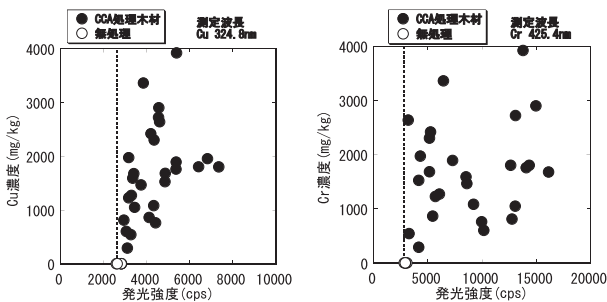 CCA処理木材
無処理
測定波長
Cu 324.8nm
4000
3000
2000
1000
0
Cu濃度(mg/kg)
0
2000
4000
6000
8000
10000
発光強度(cps)
CCA処理木材
無処理
測定波長
Cr 425.4nm
4000
3000
2000
1000
0
Cr濃度(mg/kg)
0
5000
10000
15000
20000
発光強度(cps)